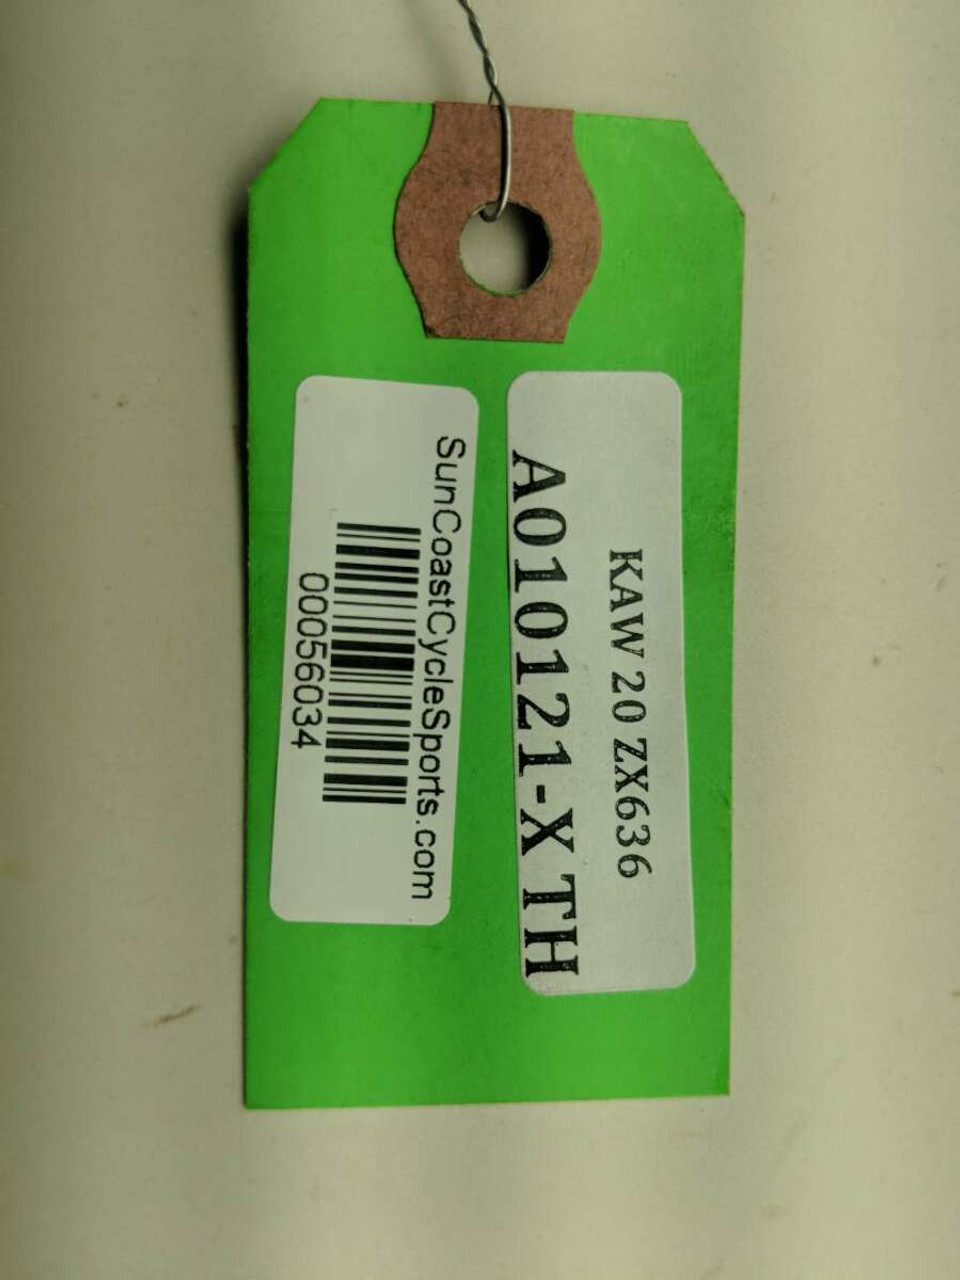 KAW 20 ZX636
A010121-X TH
SunCoastCycleSports.com
00056034